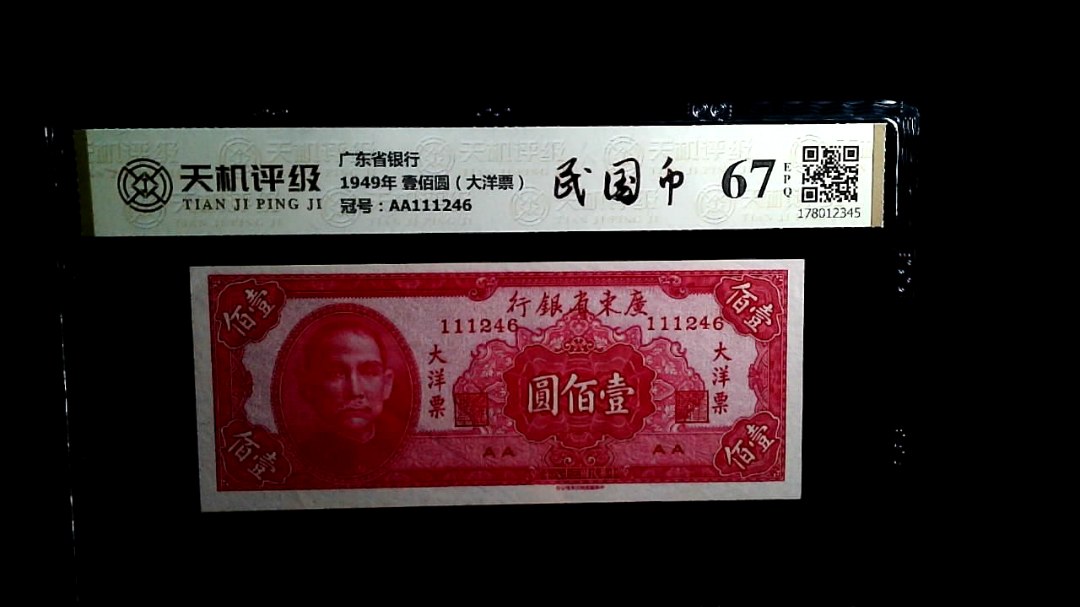 天机评级
TIAN JI PING JI
广东省银行
1949年 壹佰圆（大洋票）
冠号：AA111246
民国币
67
EPQ
178012345
行銀省東廣
佰壹
佰壹
111246
111246
大洋票
大洋票
圓佰壹
AA
AA
佰壹
佰壹